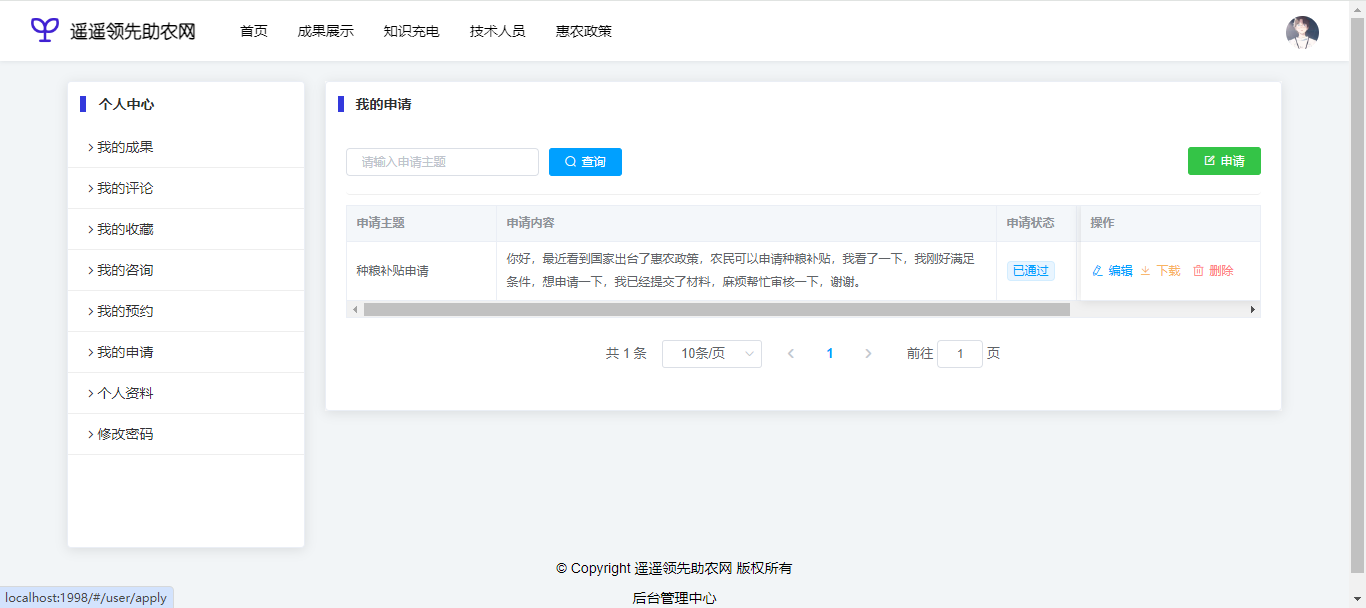 遥遥领先助农网 首页 成果展示 知识充电 技术人员 惠农政策
个人中心
我的成果
我的评论
我的收藏
我的咨询
我的预约
我的申请
个人资料
修改密码
我的申请
请输入申请主题 查询 申请
申请主题 申请内容 申请状态 操作
种粮补贴申请
你好，最近看到国家出台了惠农政策，农民可以申请种粮补贴，我看了一下，我刚好满足
条件，想申请一下，我已经提交了材料，麻烦帮忙审核一下，谢谢。
已通过 编辑 下载 删除
共 1 条 10条/页 1 前往 1 页
© Copyright 遥遥领先助农网 版权所有
后台管理中心
localhost:1998/#/user/apply